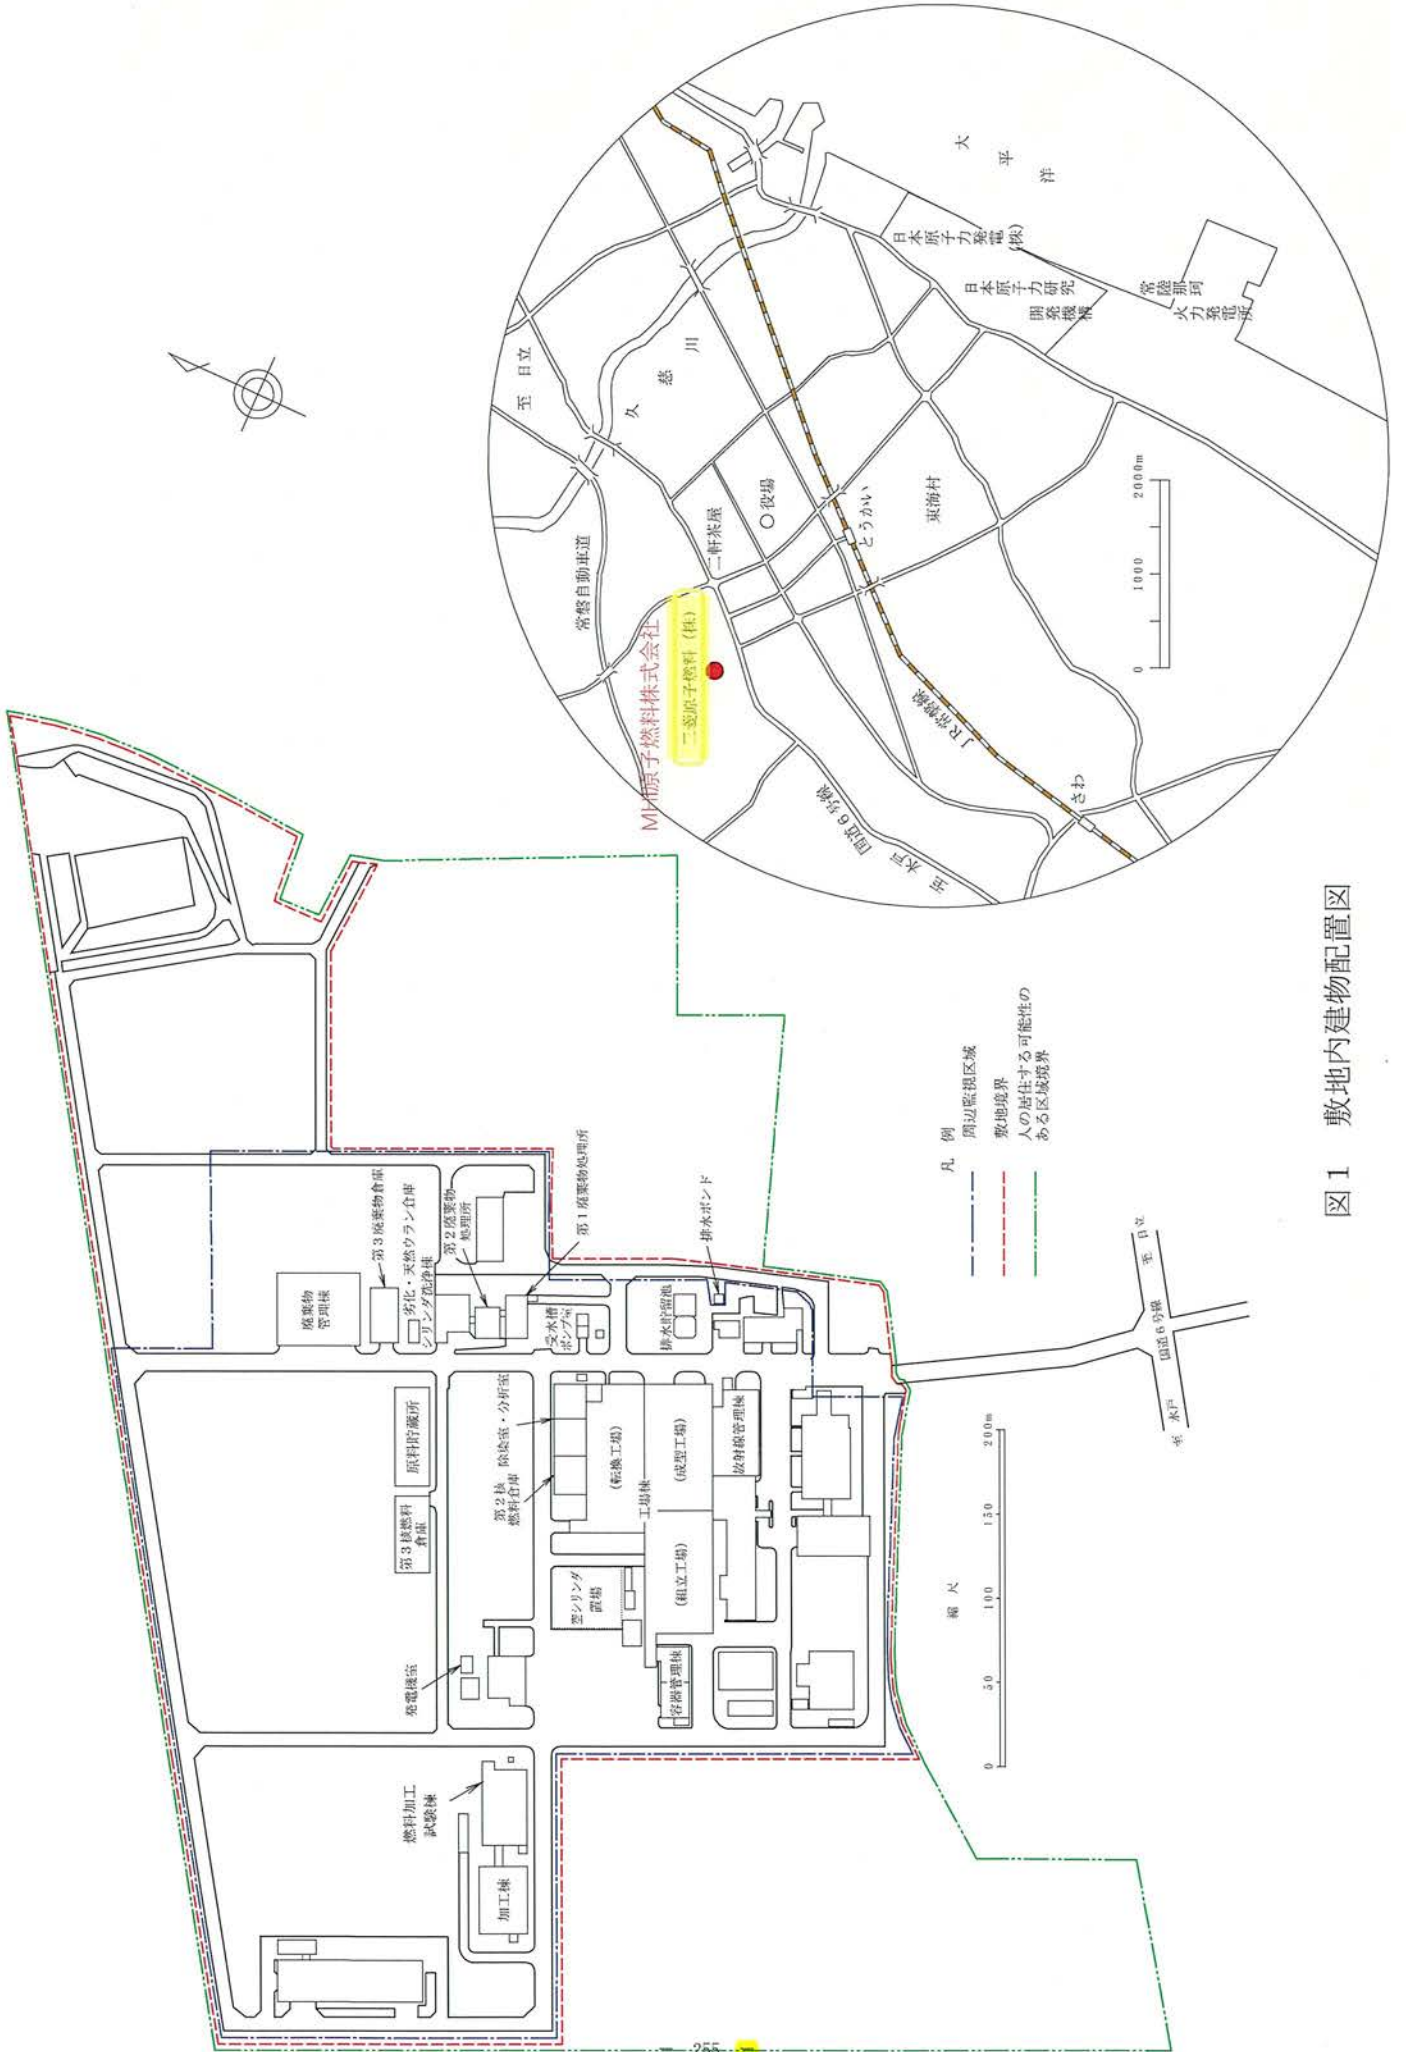 第3廃棄物倉庫
劣化・天然ウラン倉庫
シリンダ洗浄棟
第2廃棄物
処理所
第1廃棄物処理所
廃棄物
管理棟
受水槽
ポンプ室
排水貯留池
排水ポンド
原料貯蔵所
第3核燃料
倉庫
除染室・分析室
第2核
燃料倉庫
(転換工場)
工場棟
(成型工場)
(組立工場)
放射線管理棟
空シリンダ
置場
容器管理棟
発電機室
燃料加工
試験棟
加工棟
凡 例
周辺監視区域
敷地境界
人の居住する可能性の
ある区域境界
縮 尺
0 50 100 150 200m
至 水戸
国道6号線
至 日立
常磐自動車道
至 日立
久 慈 川
MHI原子燃料株式会社
三菱原子燃料(株)
二軒茶屋
役場
とうかい
東海村
JR常磐線
さわ
国道6号線
至 水戸
日本原子力発電
(株)
日本原子力研究
開発機構
常陸那珂
火力発電所
大平洋
0 1000 2000m
図1 敷地内建物配置図
255